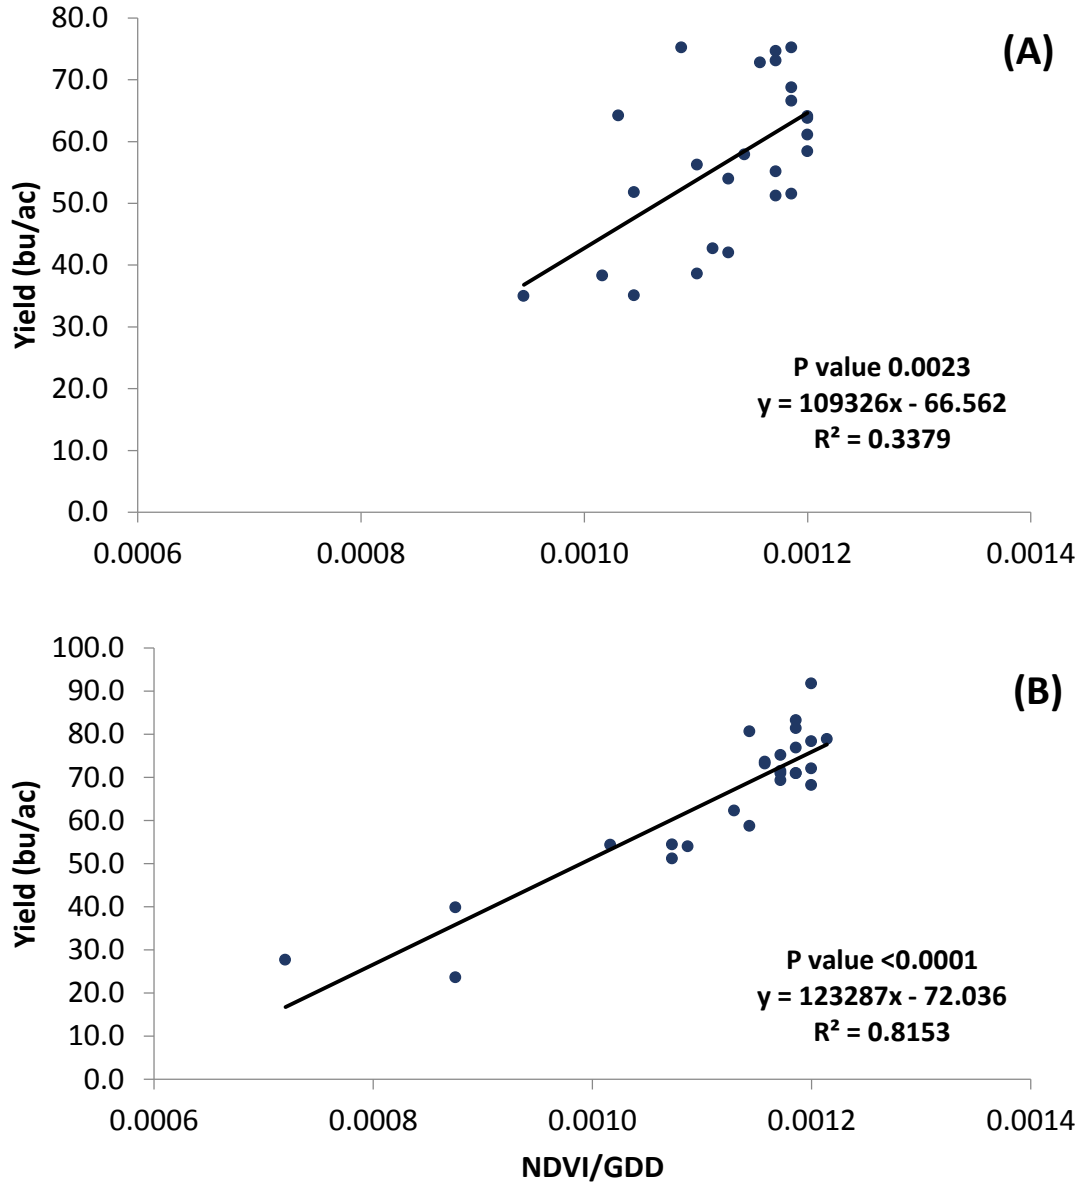 80.0
(A)
70.0
60.0
50.0
40.0
30.0
20.0
10.0
0.0
Yield (bu/ac)
P value 0.0023
y = 109326x - 66.562
R² = 0.3379
0.0006 0.0008 0.0010 0.0012 0.0014
100.0
(B)
90.0
80.0
70.0
60.0
50.0
40.0
30.0
20.0
10.0
0.0
Yield (bu/ac)
P value <0.0001
y = 123287x - 72.036
R² = 0.8153
0.0006 0.0008 0.0010 0.0012 0.0014
NDVI/GDD